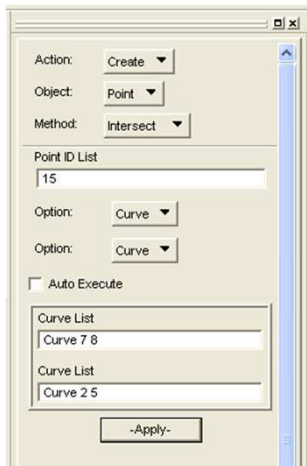 Action: Create
Object: Point
Method: Intersect
Point ID List
15
Option: Curve
Option: Curve
Auto Execute
Curve List
Curve 7 8
Curve List
Curve 2 5
-Apply-